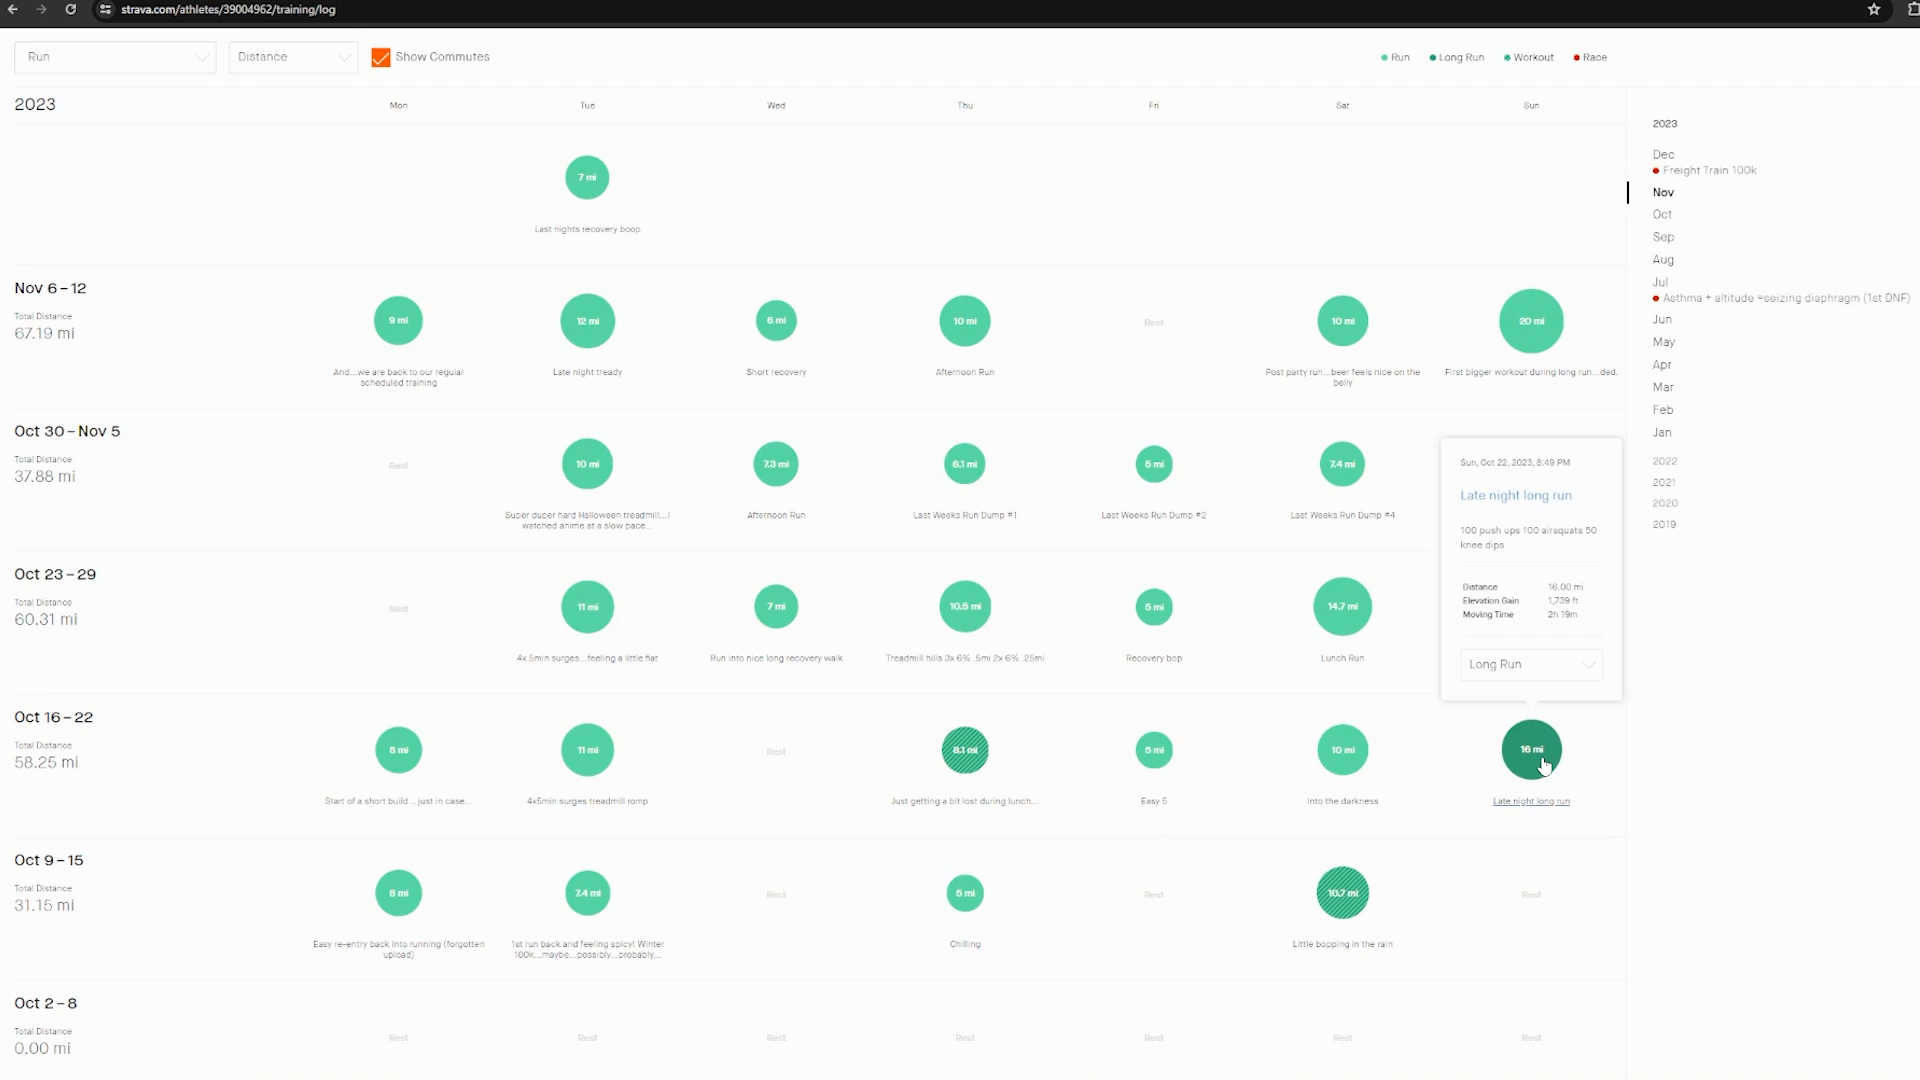 strava.com/athletes/39004962/training/log
Run
Distance
Show Commutes
Run
Long Run
Workout
Race
2023
Mon
Tue
Wed
Thu
Fri
Sat
Sun
7 mi
Last nights recovery boop
Nov 6 – 12
Total Distance
67.19 mi
9 mi
12 mi
6 mi
10 mi
Rest
10 mi
20 mi
And...we are back to our regular
scheduled training
Late night tready
Short recovery
Afternoon Run
Post party run...beer feels nice on the
belly
First bigger workout during long run...ded.
Oct 30 – Nov 5
Total Distance
37.88 mi
Rest
10 mi
7.3 mi
6.1 mi
5 mi
7.4 mi
Super duper hard Halloween treadmill...I
watched anime at a slow pace...
Afternoon Run
Last Weeks Run Dump #1
Last Weeks Run Dump #2
Last Weeks Run Dump #4
Oct 23 – 29
Total Distance
60.31 mi
Rest
11 mi
7 mi
10.5 mi
5 mi
14.7 mi
4x 5min surges...feeling a little flat
Run into nice long recovery walk
Treadmill hills 3x 6% .5mi 2x 6% .25mi
Recovery bop
Lunch Run
Sun, Oct 22, 2023, 8:49 PM
Late night long run
100 push ups 100 airsquats 50
knee dips
Distance 16.00 mi
Elevation Gain 1,739 ft
Moving Time 2h 19m
Long Run
Oct 16 – 22
Total Distance
58.25 mi
8 mi
11 mi
Rest
8.1 mi
5 mi
10 mi
16 mi
Start of a short build... just in case...
4x5min surges treadmill romp
Just getting a bit lost during lunch...
Easy 5
Into the darkness
Late night long run
Oct 9 – 15
Total Distance
31.15 mi
8 mi
7.4 mi
Rest
5 mi
Rest
10.7 mi
Rest
Easy re-entry back into running (forgotten
upload)
1st run back and feeling spicy! Winter
100k...maybe...possibly...probably...
Chilling
Little bopping in the rain
Oct 2 – 8
Total Distance
0.00 mi
Rest
Rest
Rest
Rest
Rest
Rest
Rest
2023
Dec
Freight Train 100k
Nov
Oct
Sep
Aug
Jul
Asthma + altitude =seizing diaphragm (1st DNF)
Jun
May
Apr
Mar
Feb
Jan
2022
2021
2020
2019